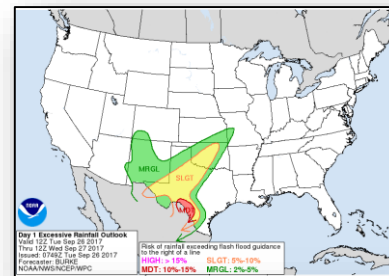 MRGL
SLGT
MDT
Day 1 Excessive Rainfall Outlook
Valid 12Z Tue Sep 26 2017
Thru 12Z Wed Sep 27 2017
Issued: 0749Z Tue Sep 26 2017
Forecaster: BURKE
NOAA/NWS/NCEP/WPC
Risk of rainfall exceeding flash flood guidance
to the right of a line
HIGH: > 15% SLGT: 5%-10%
MDT: 10%-15% MRGL: 2%-5%